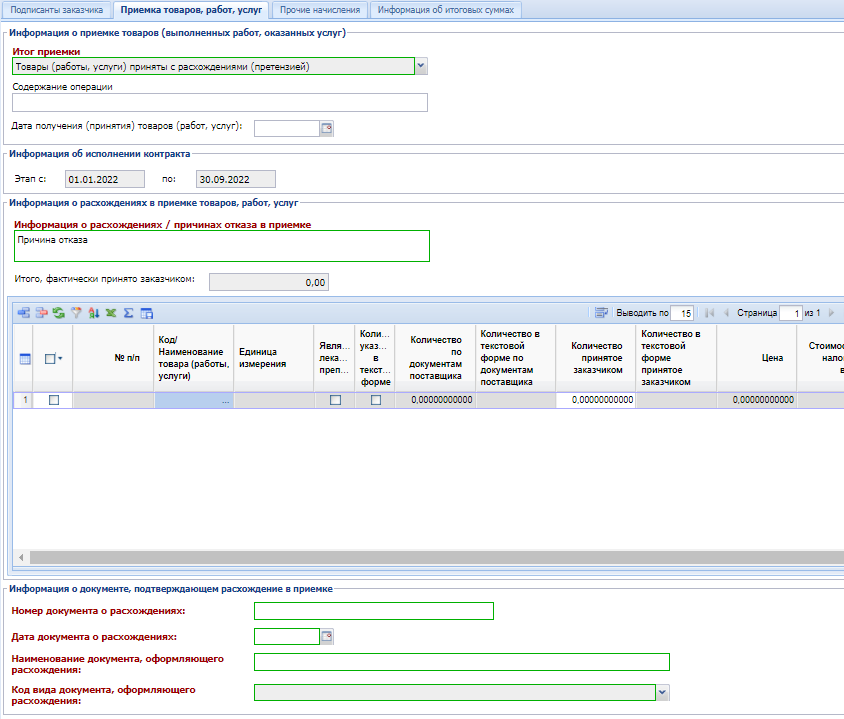 Подписанты заказчика
Приемка товаров, работ, услуг
Прочие начисления
Информация об итоговых суммах
Информация о приемке товаров (выполненных работ, оказанных услуг)
Итог приемки
Товары (работы, услуги) приняты с расхождениями (претензией)
Содержание операции
Дата получения (принятия) товаров (работ, услуг):
Информация об исполнении контракта
Этап с: 01.01.2022 по: 30.09.2022
Информация о расхождениях в приемке товаров, работ, услуг
Информация о расхождениях / причинах отказа в приемке
Причина отказа
Итого, фактически принято заказчиком: 0,00
Выводить по 15 Страница 1 из 1
№ п/п
Код/
Наименование
товара (работы,
услуги)
Единица
измерения
Явля...
лека...
преп...
Коли...
указ...
в
текст...
форме
Количество
по
документам
поставщика
Количество в
текстовой
форме по
документам
поставщика
Количество
принятое
заказчиком
Количество в
текстовой
форме
принятое
заказчиком
Цена
Стоимос
нало
в
1 ... 0,00000000000 0,00000000000 0,00000000000
Информация о документе, подтверждающем расхождение в приемке
Номер документа о расхождениях:
Дата документа о расхождениях:
Наименование документа, оформляющего
расхождения:
Код вида документа, оформляющего
расхождения: